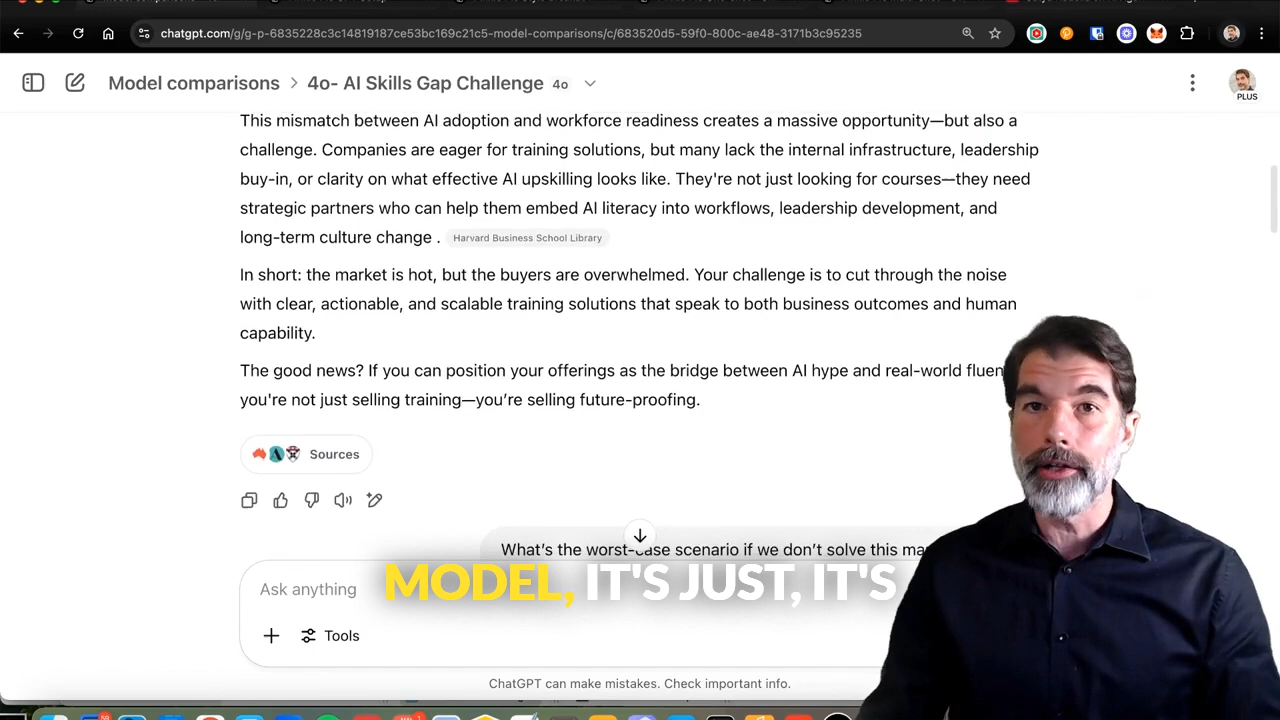 chatgpt.com/g/g-p-6835228c3c14819187ce53bc169c21c5-model-comparisons/c/683520d5-59f0-800c-ae48-3171b3c95235
Model comparisons > 4o- AI Skills Gap Challenge 4o
PLUS
This mismatch between AI adoption and workforce readiness creates a massive opportunity—but also a
challenge. Companies are eager for training solutions, but many lack the internal infrastructure, leadership
buy-in, or clarity on what effective AI upskilling looks like. They're not just looking for courses—they need
strategic partners who can help them embed AI literacy into workflows, leadership development, and
long-term culture change . Harvard Business School Library
In short: the market is hot, but the buyers are overwhelmed. Your challenge is to cut through the noise
with clear, actionable, and scalable training solutions that speak to both business outcomes and human
capability.
The good news? If you can position your offerings as the bridge between AI hype and real-world
you're not just selling training—you're selling future-proofing.
Sources
What's the worst-case scenario if we don't solve this
MODEL, IT'S JUST, IT'S
Ask anything
Tools
ChatGPT can make mistakes. Check important info.